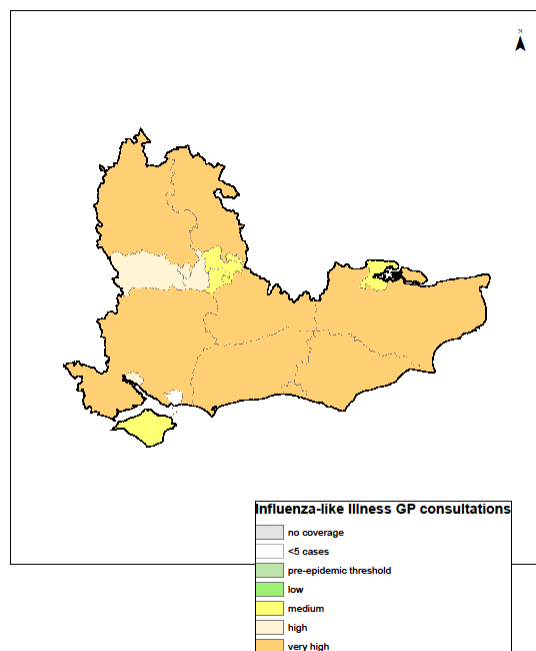 N
Influenza-like Illness GP consultations
no coverage
<5 cases
pre-epidemic threshold
low
medium
high
very high